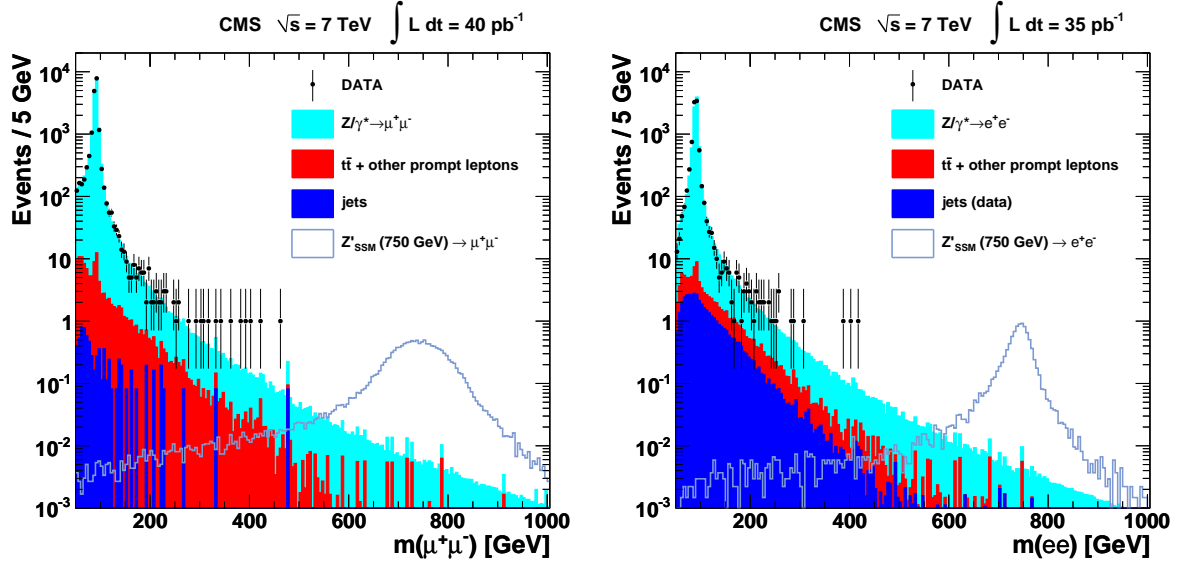 CMS √s = 7 TeV ∫ L dt = 40 pb⁻¹
Events / 5 GeV
10⁴
10³
10²
10
1
10⁻¹
10⁻²
10⁻³
DATA
Z/γ*→μ⁺μ⁻
tt̄ + other prompt leptons
jets
Z'SSM (750 GeV) → μ⁺μ⁻
200 400 600 800 1000
m(μ⁺μ⁻) [GeV]
CMS √s = 7 TeV ∫ L dt = 35 pb⁻¹
Events / 5 GeV
10⁴
10³
10²
10
1
10⁻¹
10⁻²
10⁻³
DATA
Z/γ*→e⁺e⁻
tt̄ + other prompt leptons
jets (data)
Z'SSM (750 GeV) → e⁺e⁻
200 400 600 800 1000
m(ee) [GeV]